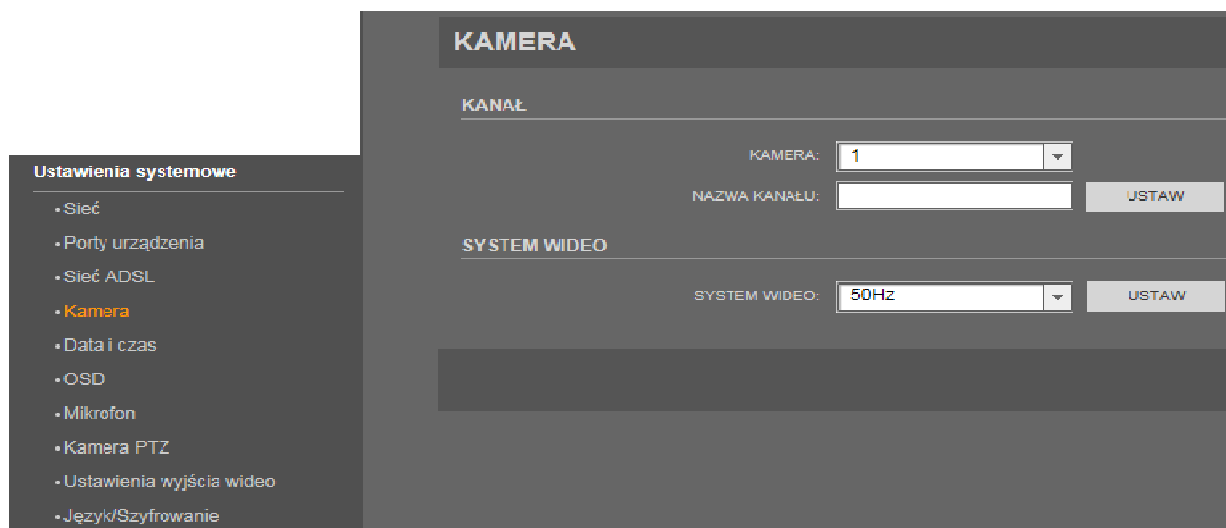 Ustawienia systemowe
Sieć
Porty urządzenia
Sieć ADSL
Kamera
Data i czas
OSD
Mikrofon
Kamera PTZ
Ustawienia wyjścia wideo
Język/Szyfrowanie
KAMERA
KANAŁ
KAMERA: 1
NAZWA KANAŁU: USTAW
SYSTEM WIDEO
SYSTEM WIDEO: 50Hz USTAW